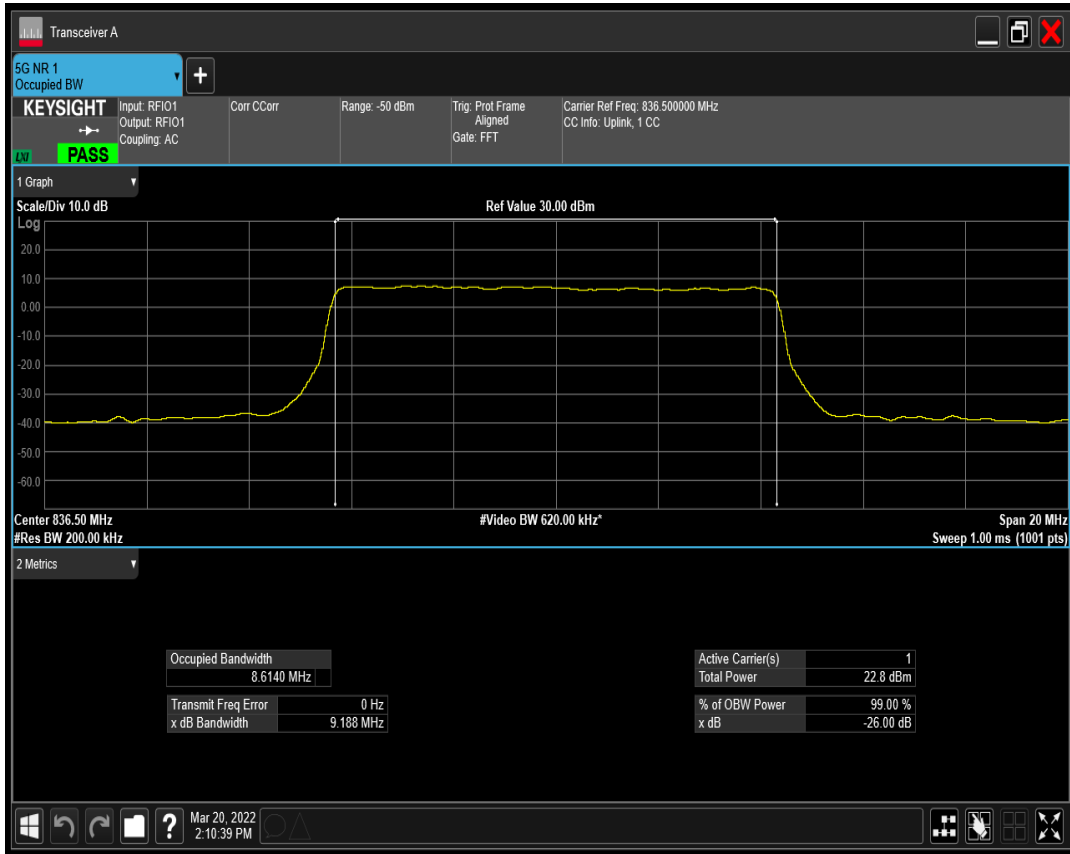 Transceiver A
5G NR 1
Occupied BW
+
KEYSIGHT
LXI
PASS
Input: RFIO1
Output: RFIO1
Coupling: AC
Corr CCorr
Range: -50 dBm
Trig: Prot Frame
Aligned
Gate: FFT
Carrier Ref Freq: 836.500000 MHz
CC Info: Uplink, 1 CC
1 Graph
Scale/Div 10.0 dB
Ref Value 30.00 dBm
Log
20.0
10.0
0.00
-10.0
-20.0
-30.0
-40.0
-50.0
-60.0
Center 836.50 MHz
#Video BW 620.00 kHz*
Span 20 MHz
#Res BW 200.00 kHz
Sweep 1.00 ms (1001 pts)
2 Metrics
Occupied Bandwidth
8.6140 MHz
Transmit Freq Error 0 Hz
x dB Bandwidth 9.188 MHz
Active Carrier(s) 1
Total Power 22.8 dBm
% of OBW Power 99.00 %
x dB -26.00 dB
?
Mar 20, 2022
2:10:39 PM